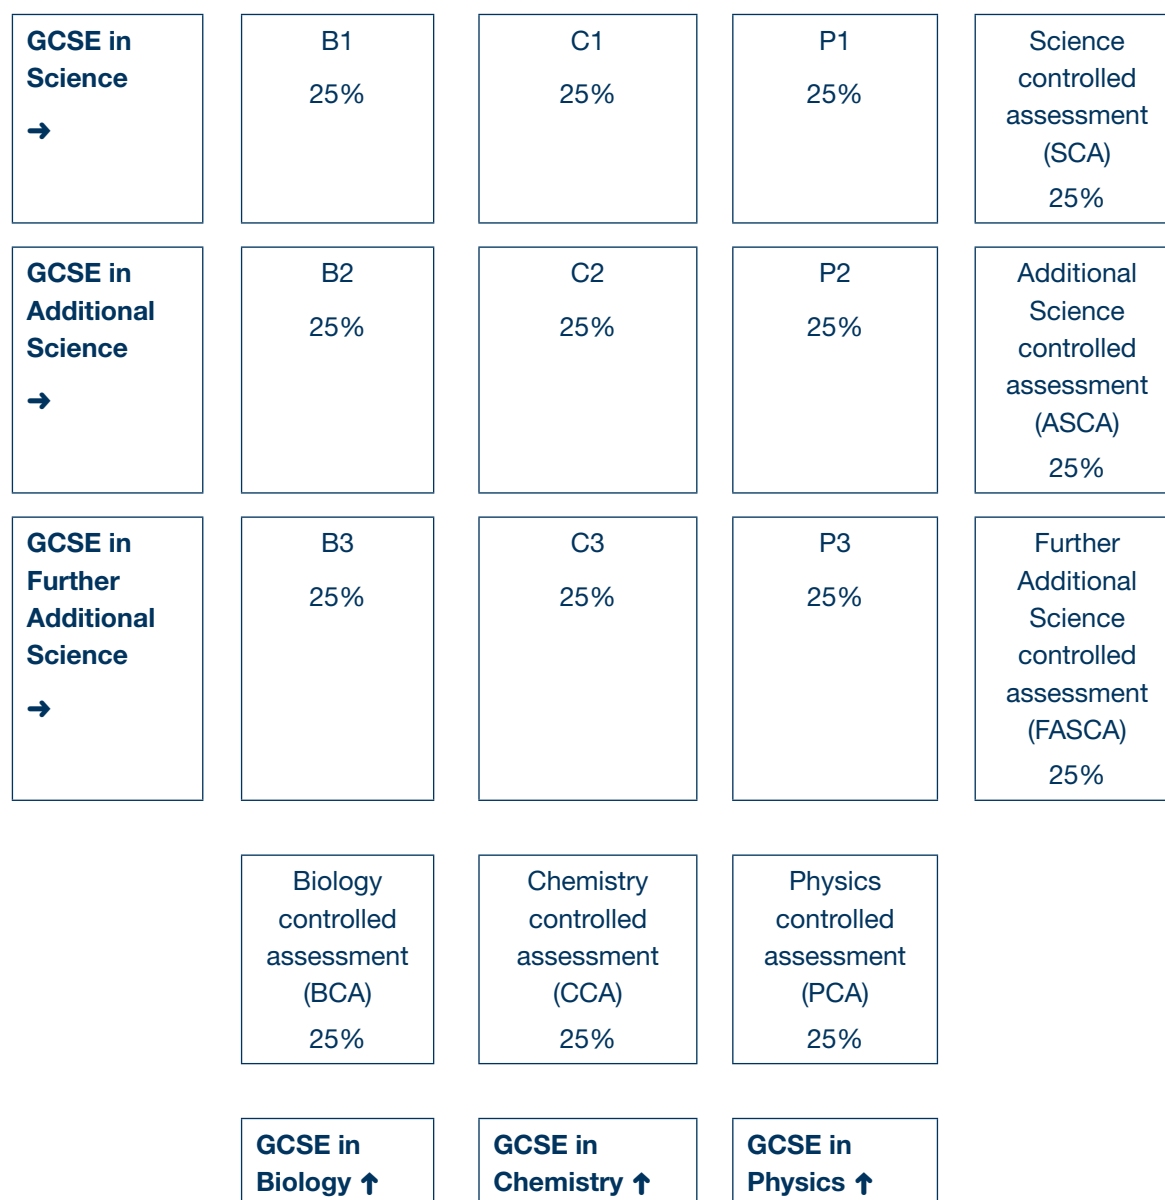 GCSE in
Science
➜
B1
25%
C1
25%
P1
25%
Science
controlled
assessment
(SCA)
25%
GCSE in
Additional
Science
➜
B2
25%
C2
25%
P2
25%
Additional
Science
controlled
assessment
(ASCA)
25%
GCSE in
Further
Additional
Science
➜
B3
25%
C3
25%
P3
25%
Further
Additional
Science
controlled
assessment
(FASCA)
25%
Biology
controlled
assessment
(BCA)
25%
Chemistry
controlled
assessment
(CCA)
25%
Physics
controlled
assessment
(PCA)
25%
GCSE in
Biology ↑
GCSE in
Chemistry ↑
GCSE in
Physics ↑